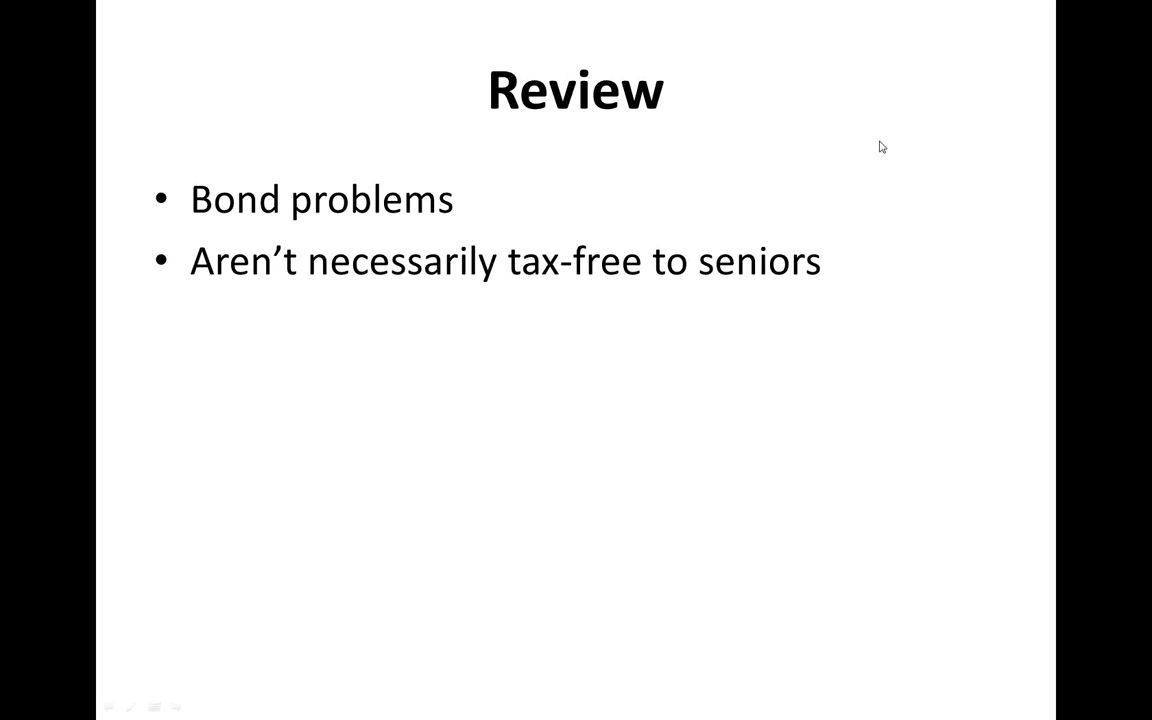 Review
• Bond problems
• Aren’t necessarily tax-free to seniors